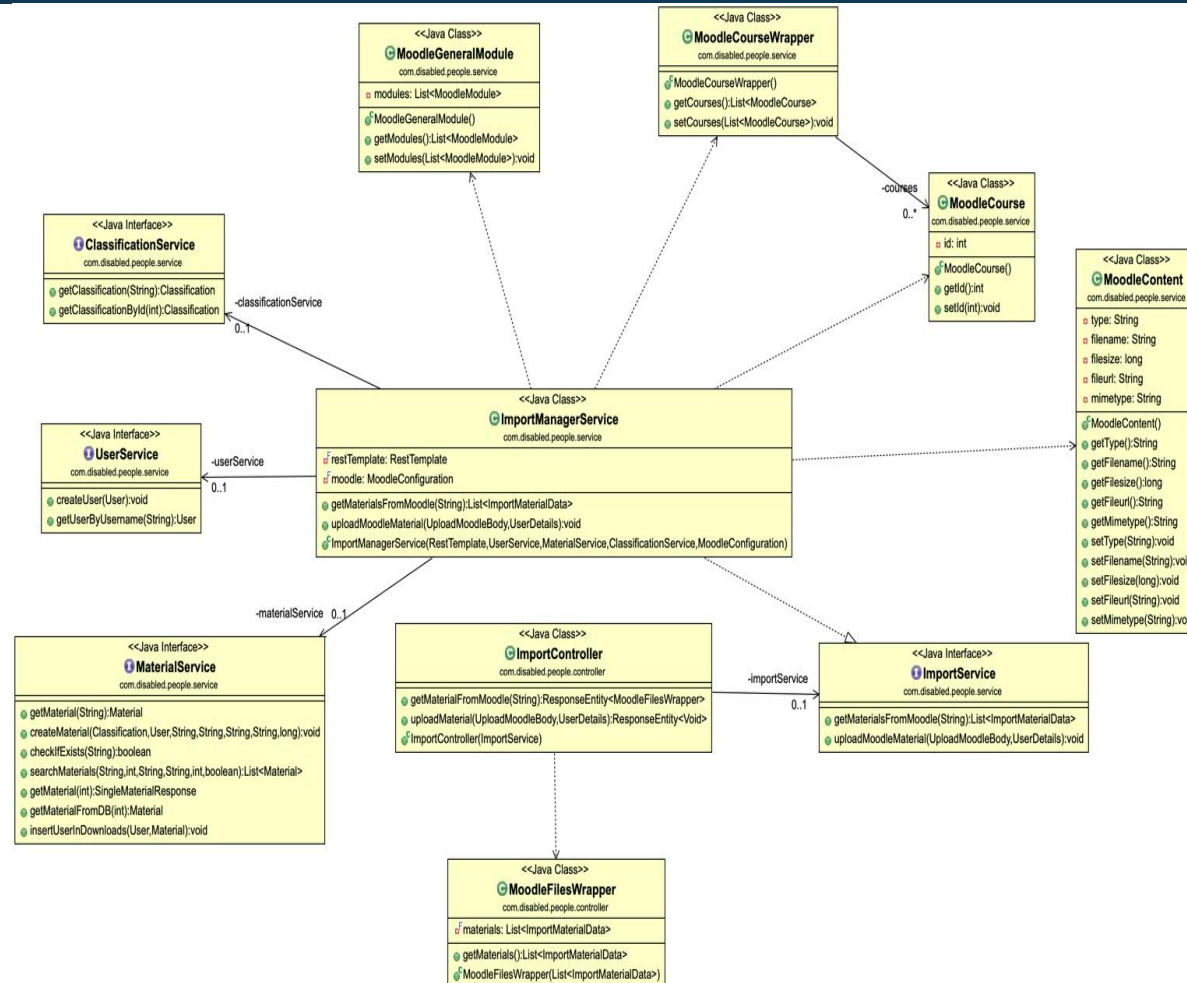 <<Java Class>>
MoodleGeneralModule
com.disabled.people.service
modules: List<MoodleModule>
MoodleGeneralModule()
getModules():List<MoodleModule>
setModules(List<MoodleModule>):void
<<Java Class>>
MoodleCourseWrapper
com.disabled.people.service
MoodleCourseWrapper()
getCourses():List<MoodleCourse>
setCourses(List<MoodleCourse>):void
-courses
0..*
<<Java Class>>
MoodleCourse
com.disabled.people.service
id: int
MoodleCourse()
getId():int
setId(int):void
<<Java Interface>>
ClassificationService
com.disabled.people.service
getClassification(String):Classification
getClassificationById(int):Classification
-classificationService
0..1
<<Java Class>>
MoodleContent
com.disabled.people.service
type: String
filename: String
filesize: long
fileurl: String
mimetype: String
MoodleContent()
getType():String
getFilename():String
getFilesize():long
getFileurl():String
getMimetype():String
setType(String):void
setFilename(String):voi
setFilesize(long):void
setFileurl(String):void
setMimetype(String):vo
<<Java Class>>
ImportManagerService
com.disabled.people.service
restTemplate: RestTemplate
moodle: MoodleConfiguration
getMaterialsFromMoodle(String):List<ImportMaterialData>
uploadMoodleMaterial(UploadMoodleBody,UserDetails):void
ImportManagerService(RestTemplate,UserService,MaterialService,ClassificationService,MoodleConfiguration)
<<Java Interface>>
UserService
com.disabled.people.service
createUser(User):void
getUserByUsername(String):User
-userService
0..1
-materialService 0..1
<<Java Interface>>
MaterialService
com.disabled.people.service
getMaterial(String):Material
createMaterial(Classification,User,String,String,String,String,long):void
checkIfExists(String):boolean
searchMaterials(String,int,String,String,int,boolean):List<Material>
getMaterial(int):SingleMaterialResponse
getMaterialFromDB(int):Material
insertUserInDownloads(User,Material):void
<<Java Class>>
ImportController
com.disabled.people.controller
getMaterialFromMoodle(String):ResponseEntity<MoodleFilesWrapper>
uploadMaterial(UploadMoodleBody,UserDetails):ResponseEntity<Void>
ImportController(ImportService)
-importService
0..1
<<Java Interface>>
ImportService
com.disabled.people.service
getMaterialsFromMoodle(String):List<ImportMaterialData>
uploadMoodleMaterial(UploadMoodleBody,UserDetails):void
<<Java Class>>
MoodleFilesWrapper
com.disabled.people.controller
materials: List<ImportMaterialData>
getMaterials():List<ImportMaterialData>
MoodleFilesWrapper(List<ImportMaterialData>)